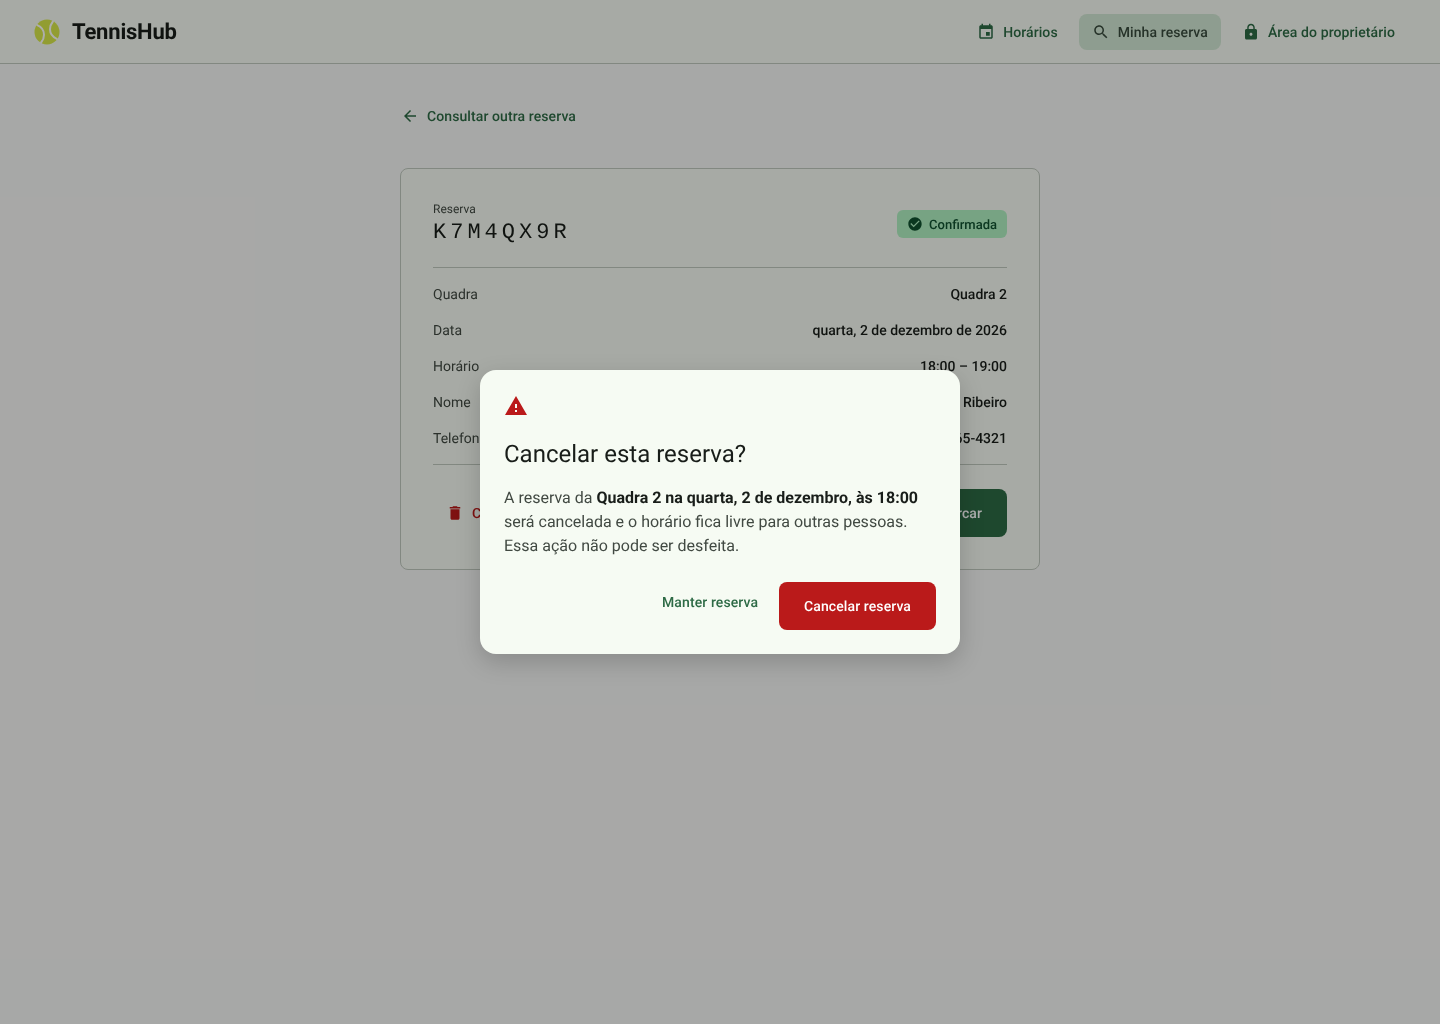 TennisHub
Horários
Minha reserva
Área do proprietário
Consultar outra reserva
Reserva
K7M4QX9R
Confirmada
Quadra
Quadra 2
Data
quarta, 2 de dezembro de 2026
Horário
18:00 – 19:00
Nome
Ribeiro
5-4321
Cancelar esta reserva?
A reserva da Quadra 2 na quarta, 2 de dezembro, às 18:00
será cancelada e o horário fica livre para outras pessoas.
Essa ação não pode ser desfeita.
Manter reserva
Cancelar reserva